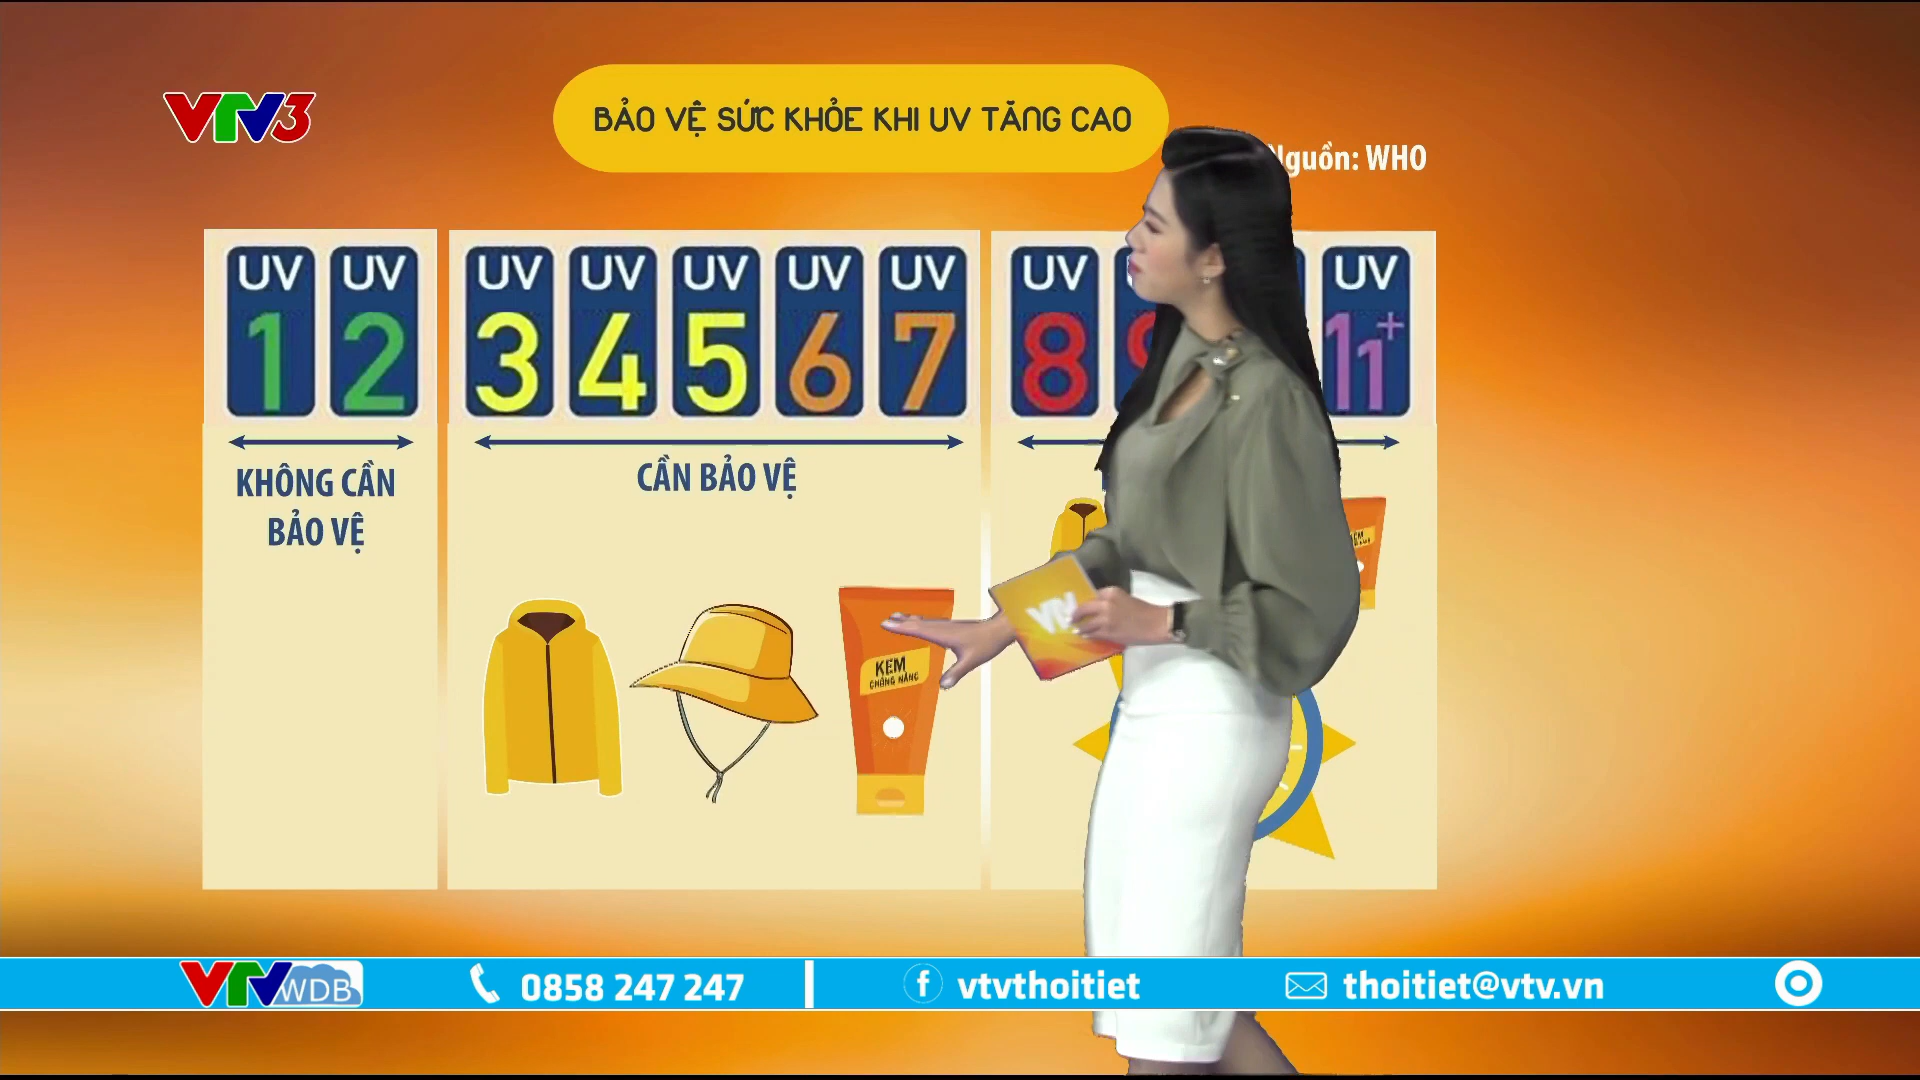 VTV3
BẢO VỆ SỨC KHỎE KHI UV TĂNG CAO
Nguồn: WHO
UV UV UV UV UV UV UV UV UV
1 2 3 4 5 6 7 8 11+
KHÔNG CẦN
BẢO VỆ
CẦN BẢO VỆ
KEM
CHỐNG NẮNG
VTV
VTV WDB
0858 247 247
vtvthoitiet
thoitiet@vtv.vn